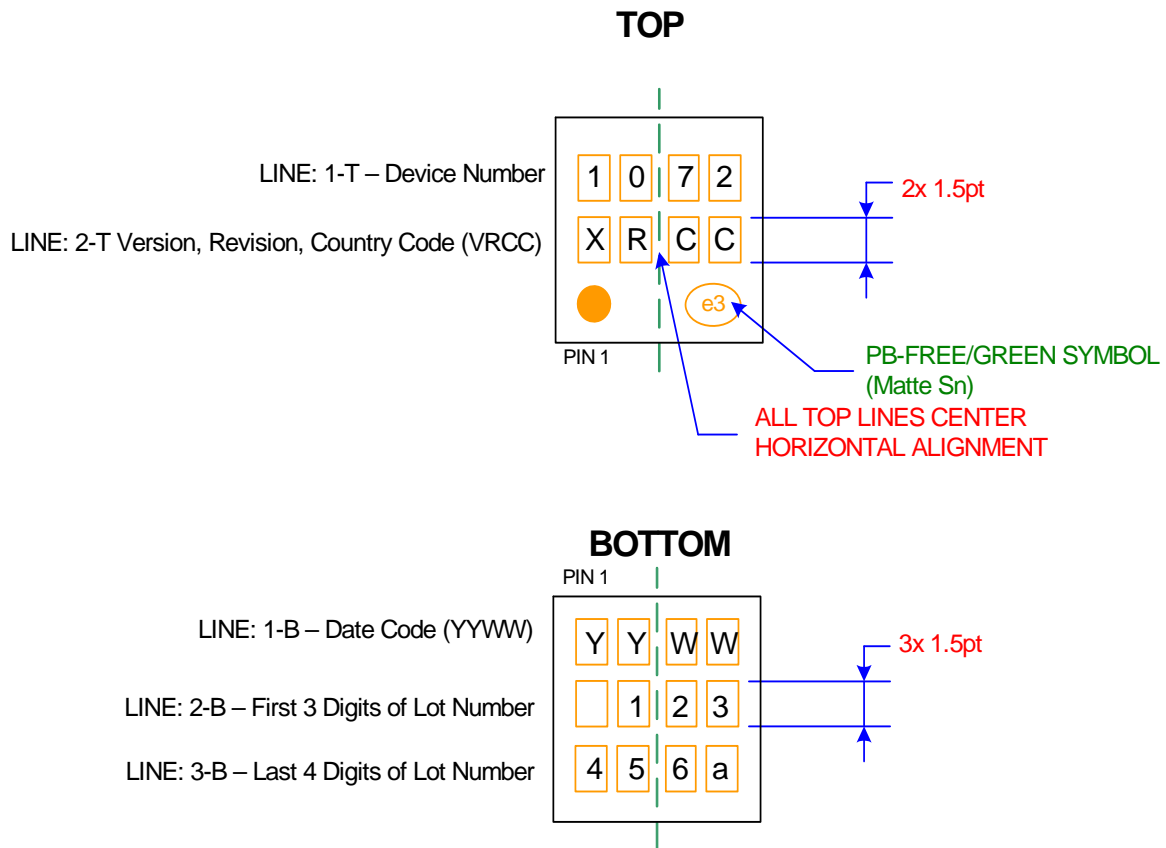 TOP
LINE: 1-T – Device Number
1 0 7 2
2x 1.5pt
LINE: 2-T Version, Revision, Country Code (VRCC)
X R C C
e3
PIN 1
PB-FREE/GREEN SYMBOL
(Matte Sn)
ALL TOP LINES CENTER
HORIZONTAL ALIGNMENT
BOTTOM
PIN 1
LINE: 1-B – Date Code (YYWW)
Y Y W W
3x 1.5pt
LINE: 2-B – First 3 Digits of Lot Number
1 2 3
LINE: 3-B – Last 4 Digits of Lot Number
4 5 6 a